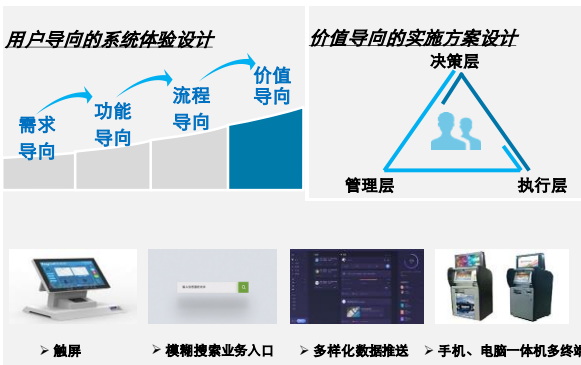 用户导向的系统体验设计
价值导向的实施方案设计
需求
导向
功能
导向
流程
导向
价值
导向
决策层
管理层
执行层
➢ 触屏
➢ 模糊搜索业务入口
➢ 多样化数据推送
➢ 手机、电脑一体机多终端